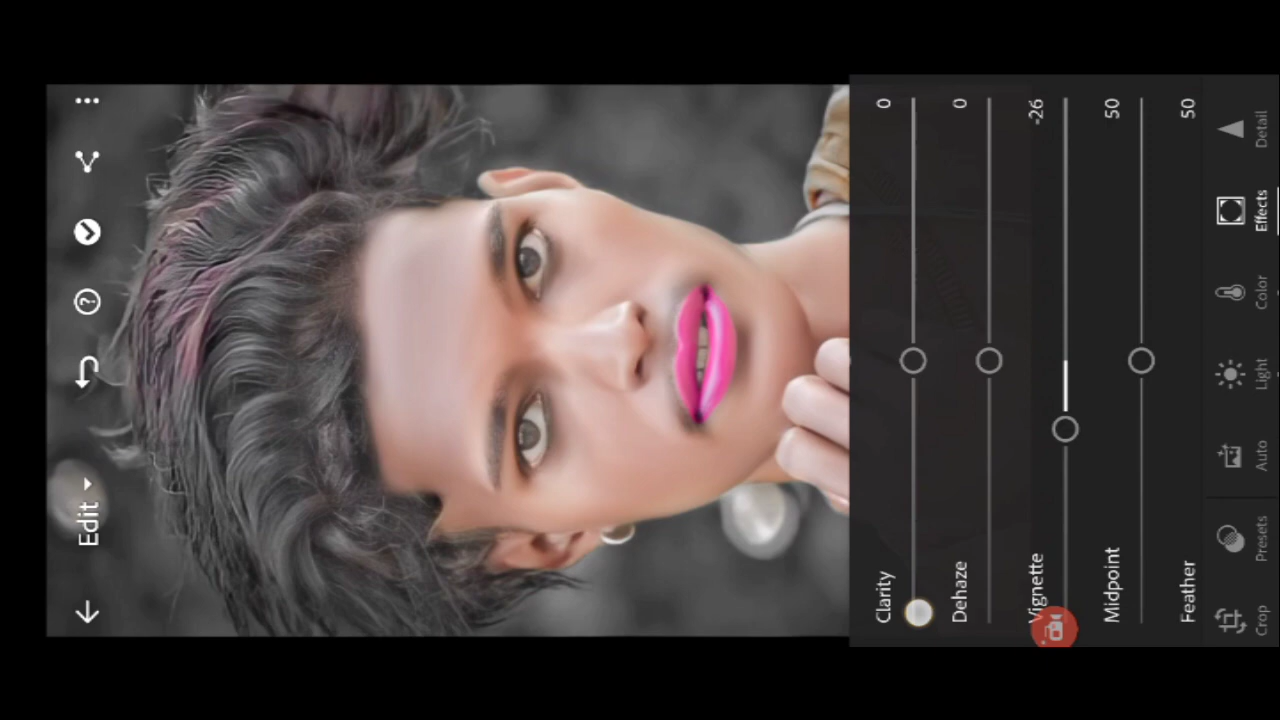 Edit
Clarity 0
Dehaze 0
Vignette -26
Midpoint 50
Feather 50
Crop Presets Auto Light Color Effects Detail